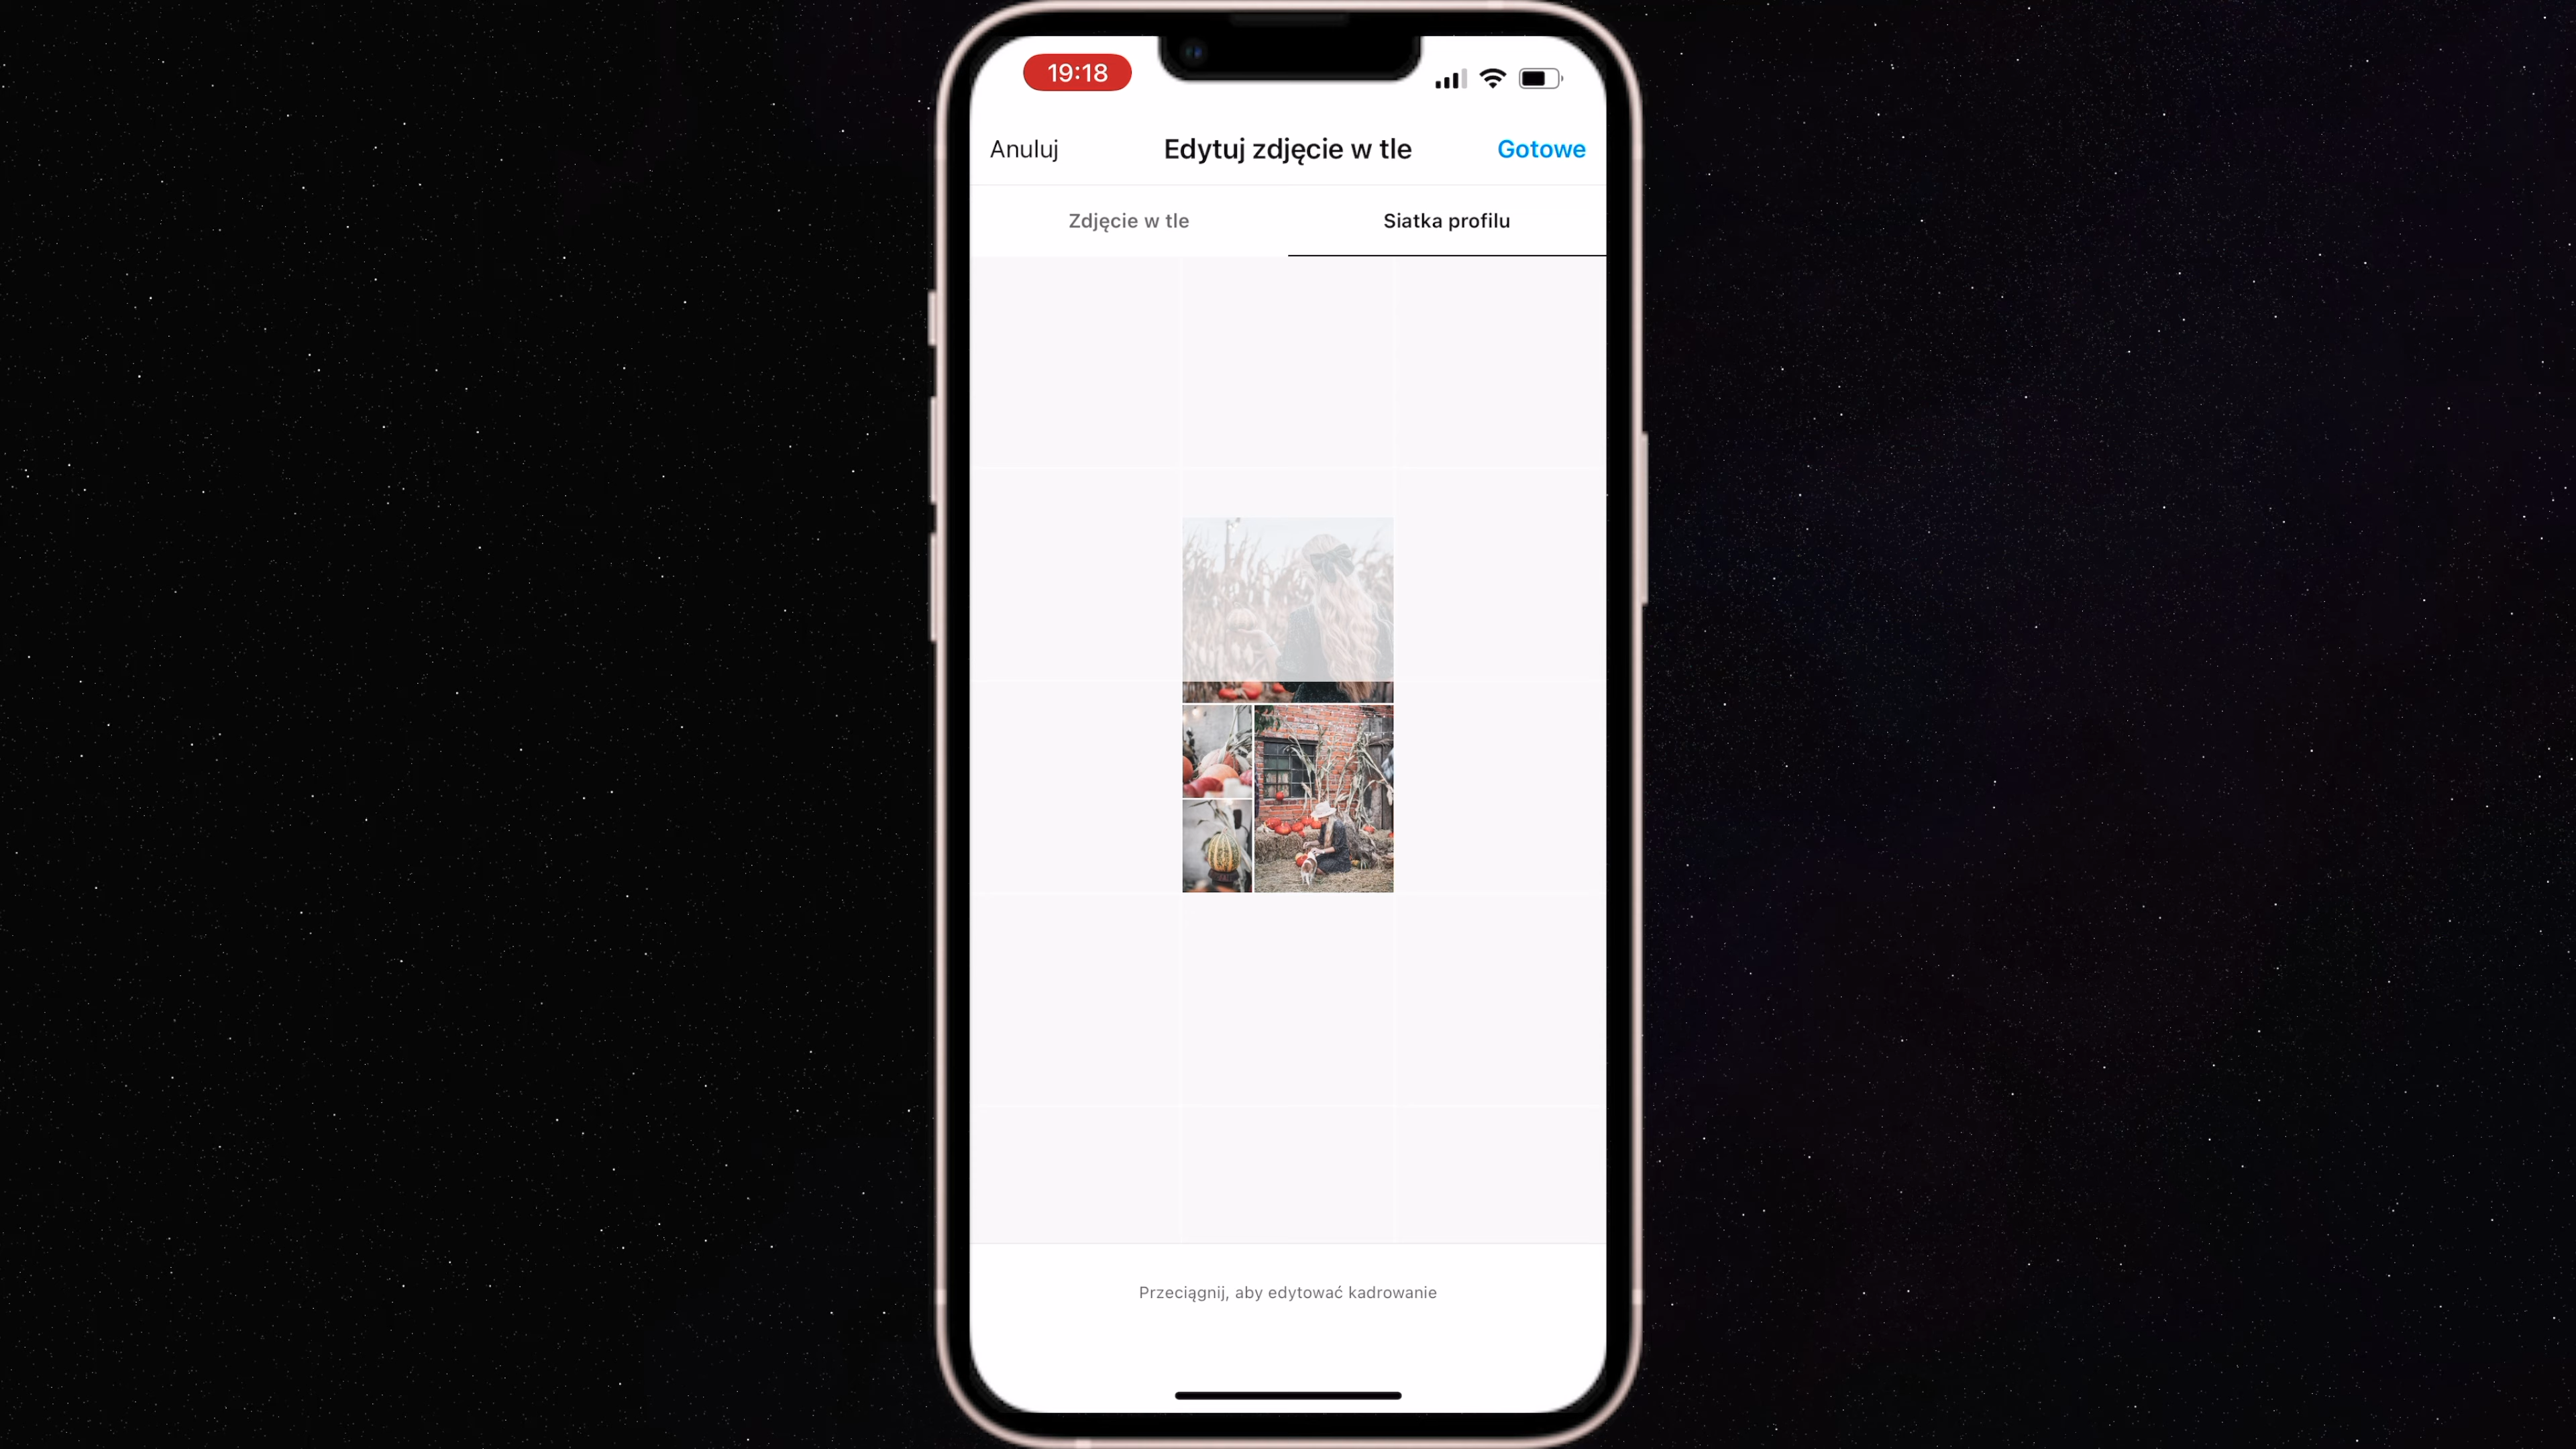 19:18
Anuluj
Edytuj zdjęcie w tle
Gotowe
Zdjęcie w tle
Siatka profilu
Przeciągnij, aby edytować kadrowanie